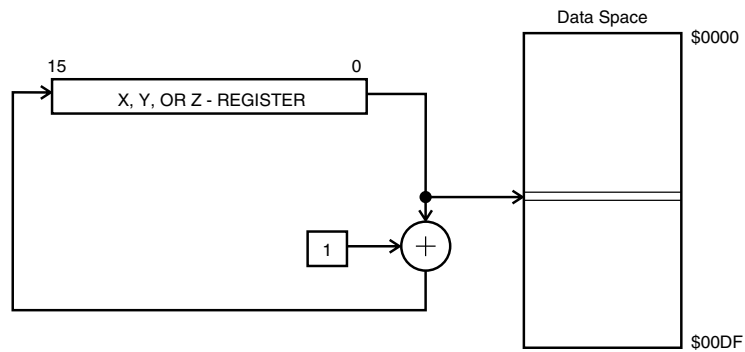 Data Space
$0000
15 0
X, Y, OR Z - REGISTER
1
+
$00DF